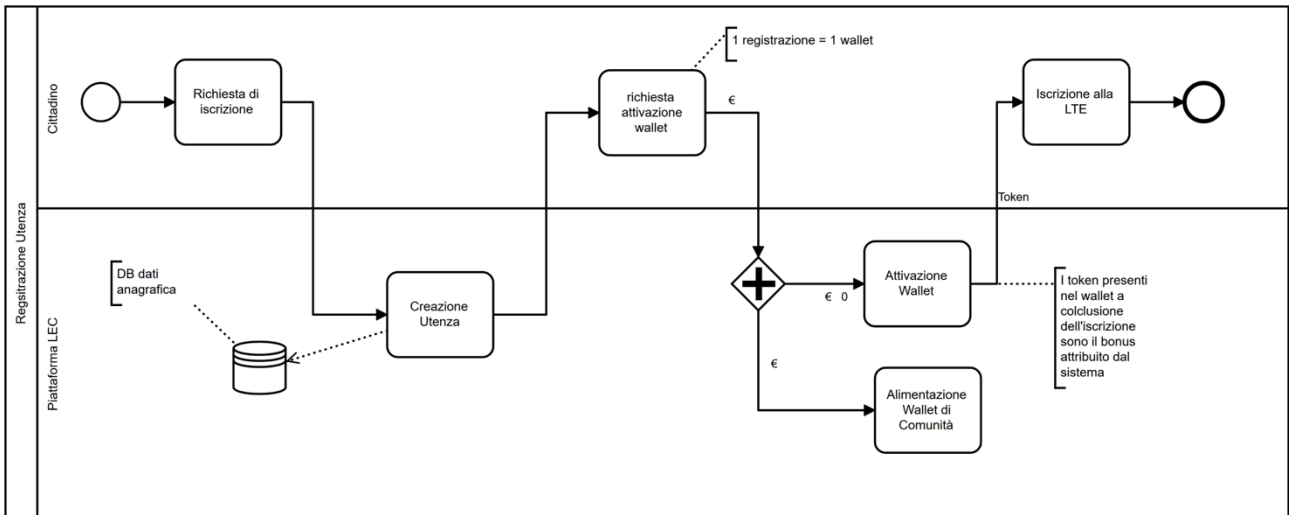 Regsitrazione Utenza
Cittadino
Richiesta di
iscrizione
richiesta
attivazione
wallet
1 registrazione = 1 wallet
€
Iscrizione alla
LTE
Token
Piattaforma LEC
DB dati
anagrafica
Creazione
Utenza
€ 0
Attivazione
Wallet
I token presenti
nel wallet a
colclusione
dell'iscrizione
sono il bonus
attribuito dal
sistema
€
Alimentazione
Wallet di
Comunità